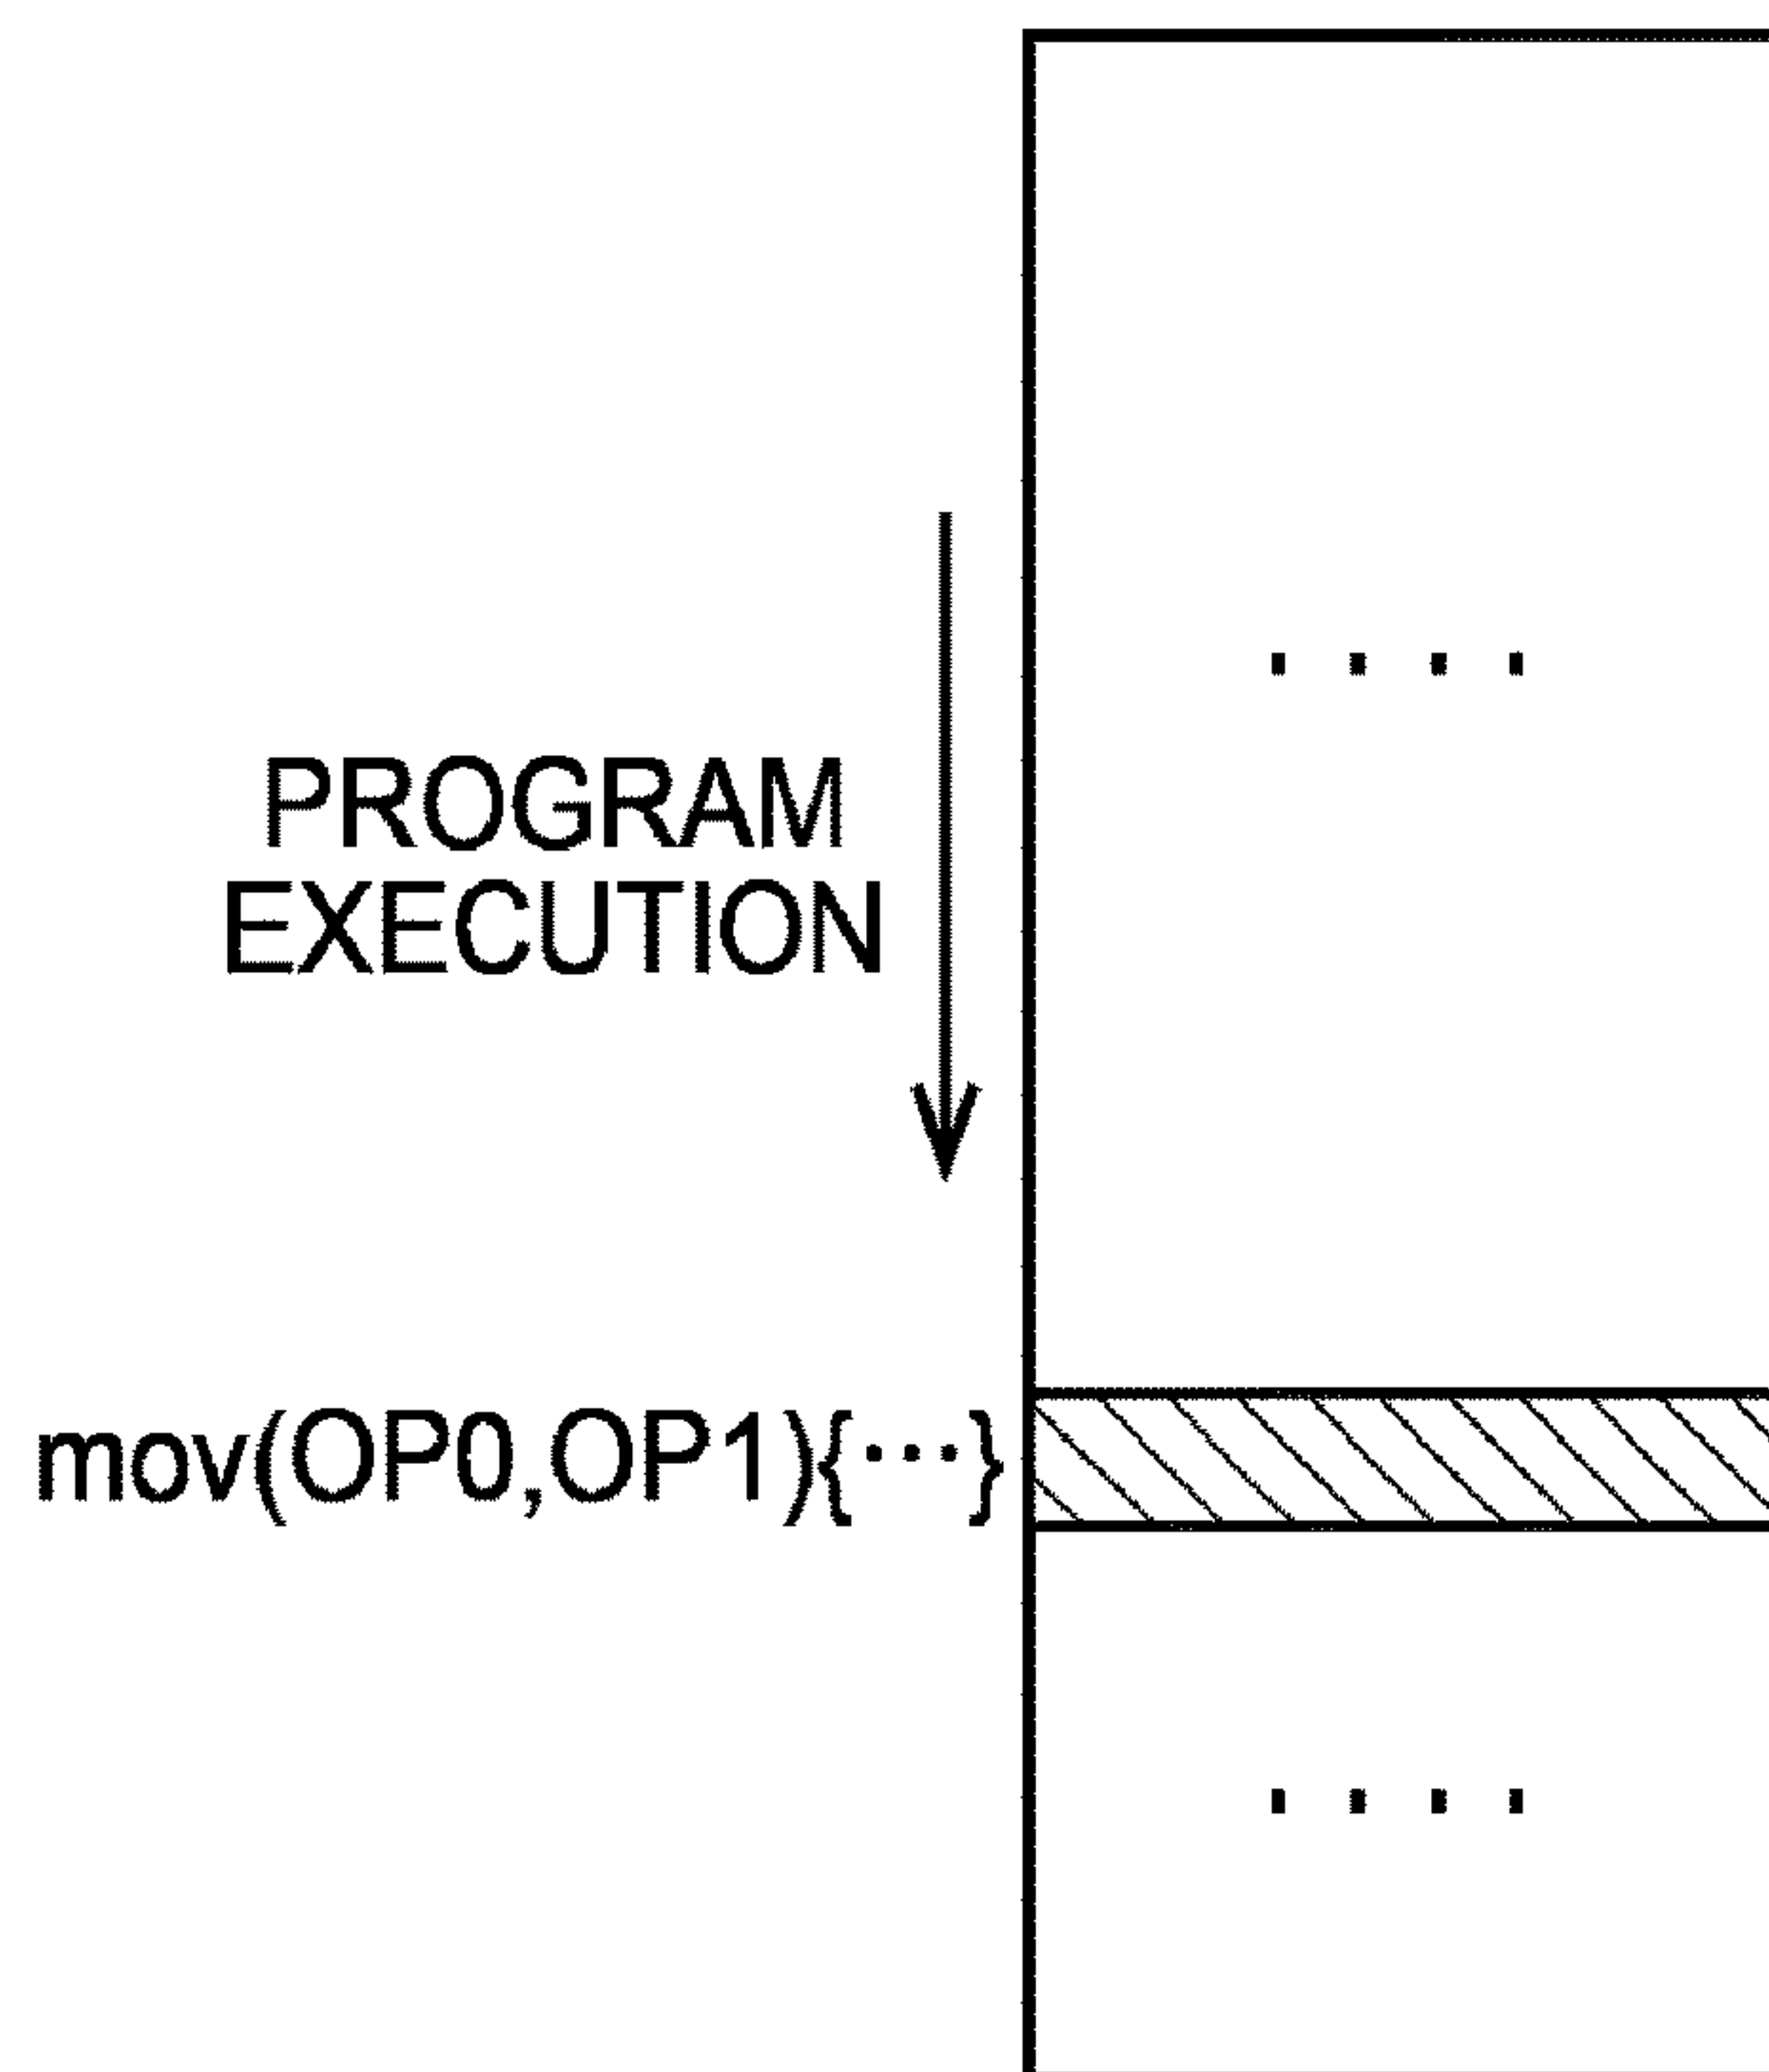 · · · ·
PROGRAM
EXECUTION
mov(OP0,OP1){··· }
· · · ·